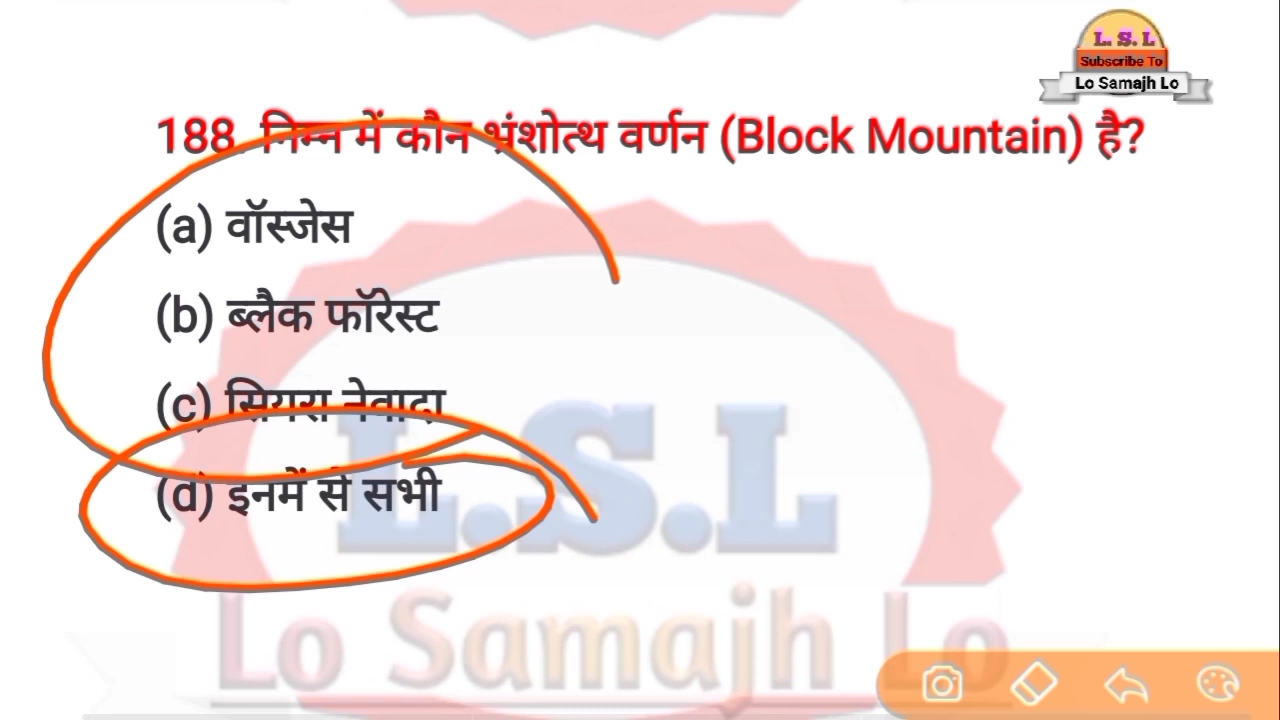 L. S. L
Subscribe To
Lo Samajh Lo
188. निम्न में कौन भ्रंशोत्थ वर्णन (Block Mountain) है?
(a) वॉस्जेस
(b) ब्लैक फॉरेस्ट
(c) सियरा नेवादा
(d) इनमें से सभी
L.S.L
Lo Samajh Lo